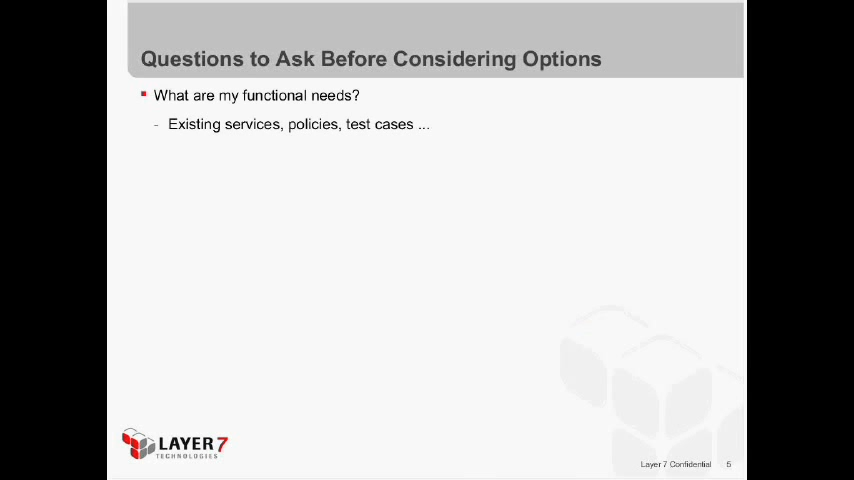 Questions to Ask Before Considering Options
What are my functional needs?
- Existing services, policies, test cases ...
LAYER 7
TECHNOLOGIES
Layer 7 Confidential 5